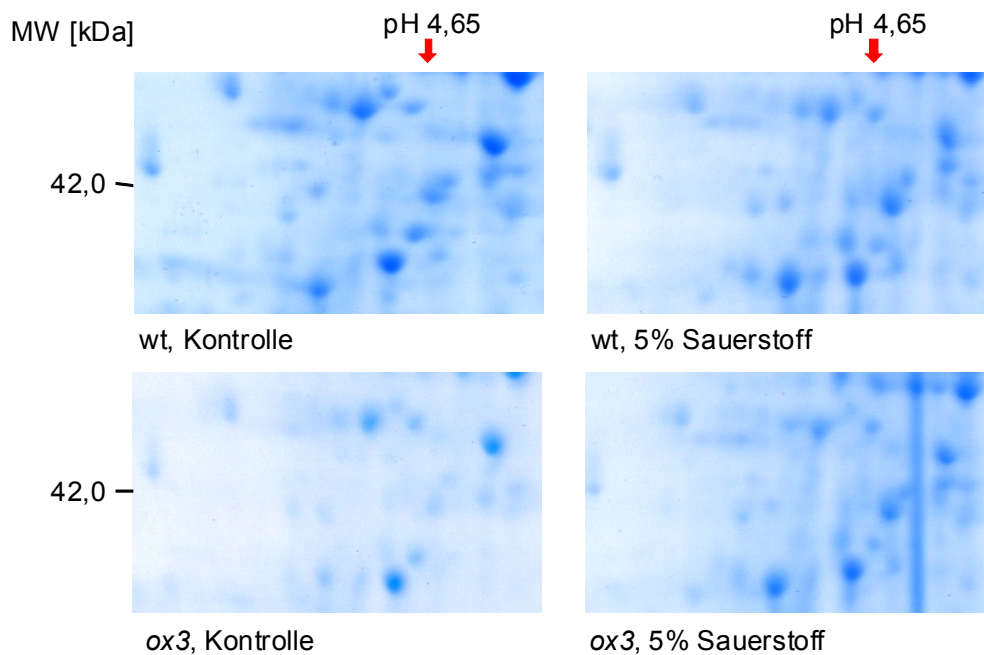 MW [kDa]
pH 4,65
pH 4,65
42,0
wt, Kontrolle
wt, 5% Sauerstoff
42,0
ox3, Kontrolle
ox3, 5% Sauerstoff